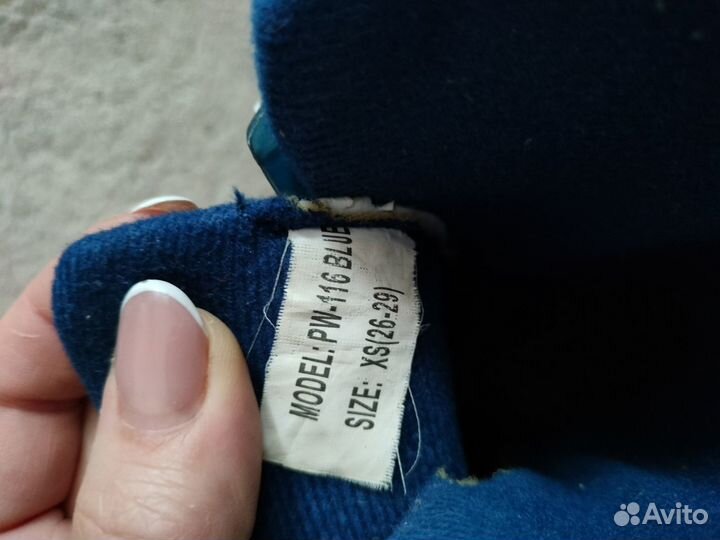 MODEL: PW-116 BLUE
SIZE: XS(26-29)
Avito